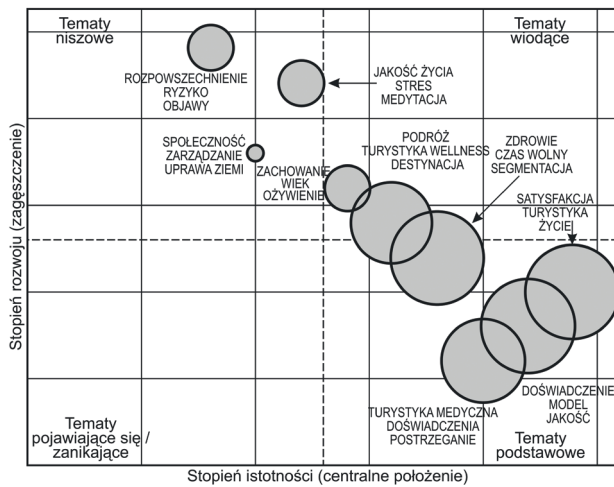 Tematy
niszowe
Tematy
wiodące
ROZPOWSZECHNIENIE
RYZYKO
OBJAWY
JAKOŚĆ ŻYCIA
STRES
MEDYTACJA
SPOŁECZNOŚĆ
ZARZĄDZANIE
UPRAWA ZIEMI
ZACHOWANIE
WIEK
OŻYWIENIE
PODRÓŻ
TURYSTYKA WELLNESS
DESTYNACJA
ZDROWIE
CZAS WOLNY
SEGMENTACJA
SATYSFAKCJA
TURYSTYKA
ŻYCIE
Stopień rozwoju (zagęszczenie)
TURYSTYKA MEDYCZNA
DOŚWIADCZENIA
POSTRZEGANIE
DOŚWIADCZENIE
MODEL
JAKOŚĆ
Tematy
pojawiające się /
zanikające
Tematy
podstawowe
Stopień istotności (centralne położenie)